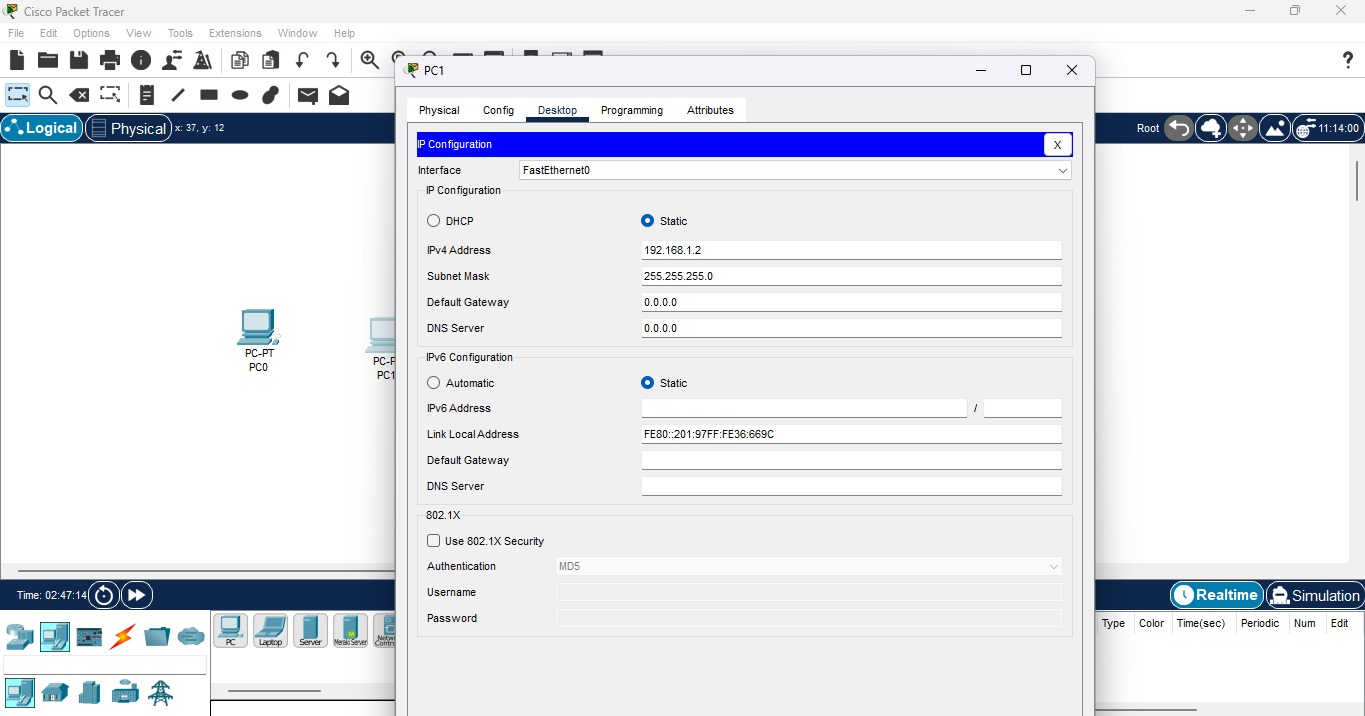 Cisco Packet Tracer
File Edit Options View Tools Extensions Window Help
?
PC1
Physical Config Desktop Programming Attributes
Logical Physical x: 37, y: 12
Root 11:14:00
IP Configuration X
Interface FastEthernet0
IP Configuration
DHCP Static
IPv4 Address 192.168.1.2
Subnet Mask 255.255.255.0
Default Gateway 0.0.0.0
DNS Server 0.0.0.0
PC-PT
PC0
PC1
IPv6 Configuration
Automatic Static
IPv6 Address /
Link Local Address FE80::201:97FF:FE36:669C
Default Gateway
DNS Server
802.1X
Use 802.1X Security
Authentication MD5
Username
Password
Time: 02:47:14
Realtime Simulation
PC Laptop Server Meraki Server
Type Color Time(sec) Periodic Num Edit